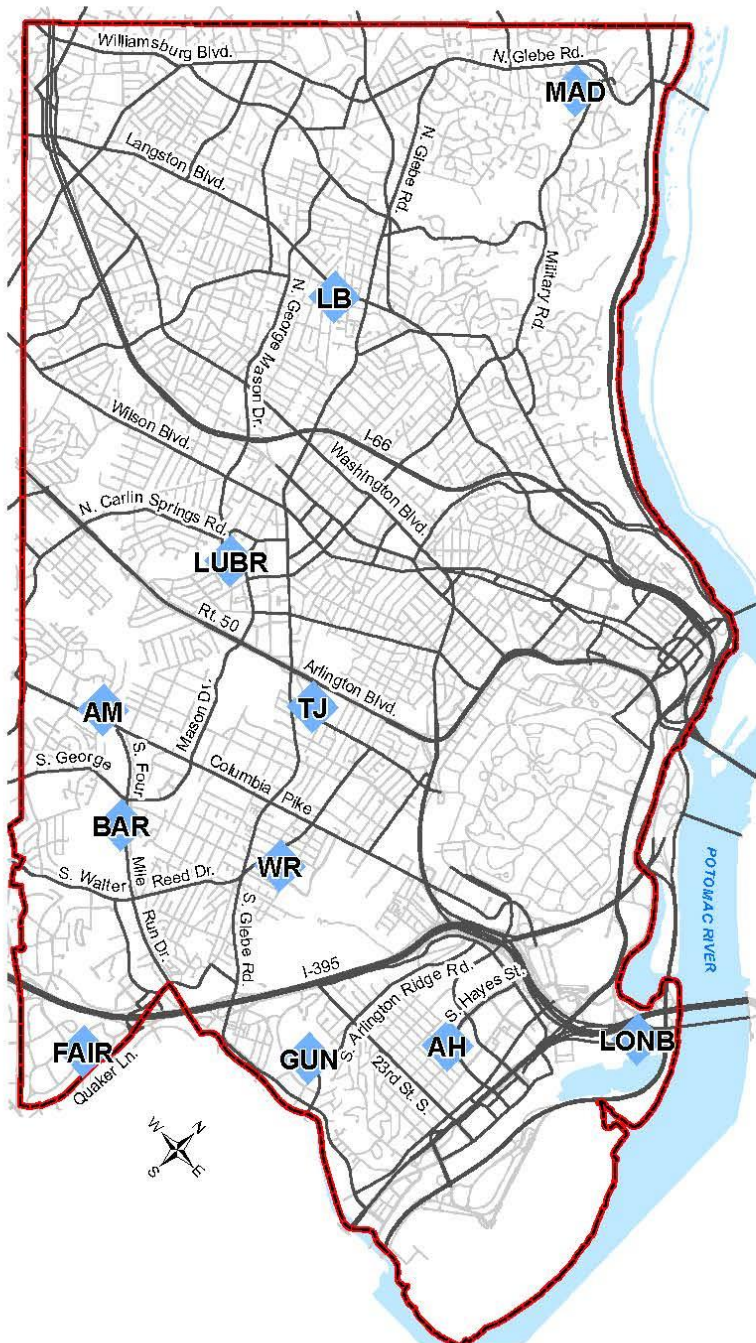 Williamsburg Blvd.
N. Glebe Rd.
MAD
Langston Blvd.
N. Glebe Rd.
Military Rd.
LB
N. George Mason Dr.
Wilson Blvd.
I-66
Washington Blvd.
N. Carlin Springs Rd.
LUBR
Rt. 50
Arlington Blvd.
AM
TJ
Mason Dr.
S. George
S. Four
Columbia Pike
BAR
WR
S. Walter Reed Dr.
Mile
Run Dr.
S. Glebe Rd.
POTOMAC RIVER
I-395
S. Arlington Ridge Rd.
S. Hayes St.
FAIR
GUN
AH
LONB
Quaker Ln.
23rd St. S.
W
N
S
E